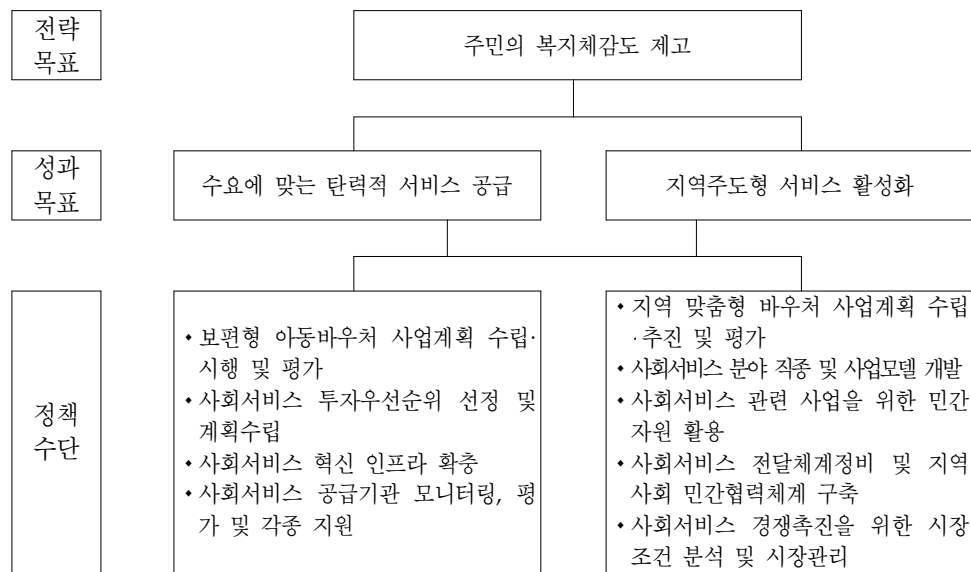 전략
목표
주민의 복지체감도 제고
성과
목표
수요에 맞는 탄력적 서비스 공급
지역주도형 서비스 활성화
정책
수단
• 보편형 아동바우처 사업계획 수립·
시행 및 평가
• 사회서비스 투자우선순위 선정 및
계획수립
• 사회서비스 혁신 인프라 확충
• 사회서비스 공급기관 모니터링, 평
가 및 각종 지원
• 지역 맞춤형 바우처 사업계획 수립
·추진 및 평가
• 사회서비스 분야 직종 및 사업모델 개발
• 사회서비스 관련 사업을 위한 민간
자원 활용
• 사회서비스 전달체계정비 및 지역
사회 민간협력체계 구축
• 사회서비스 경쟁촉진을 위한 시장
조건 분석 및 시장관리